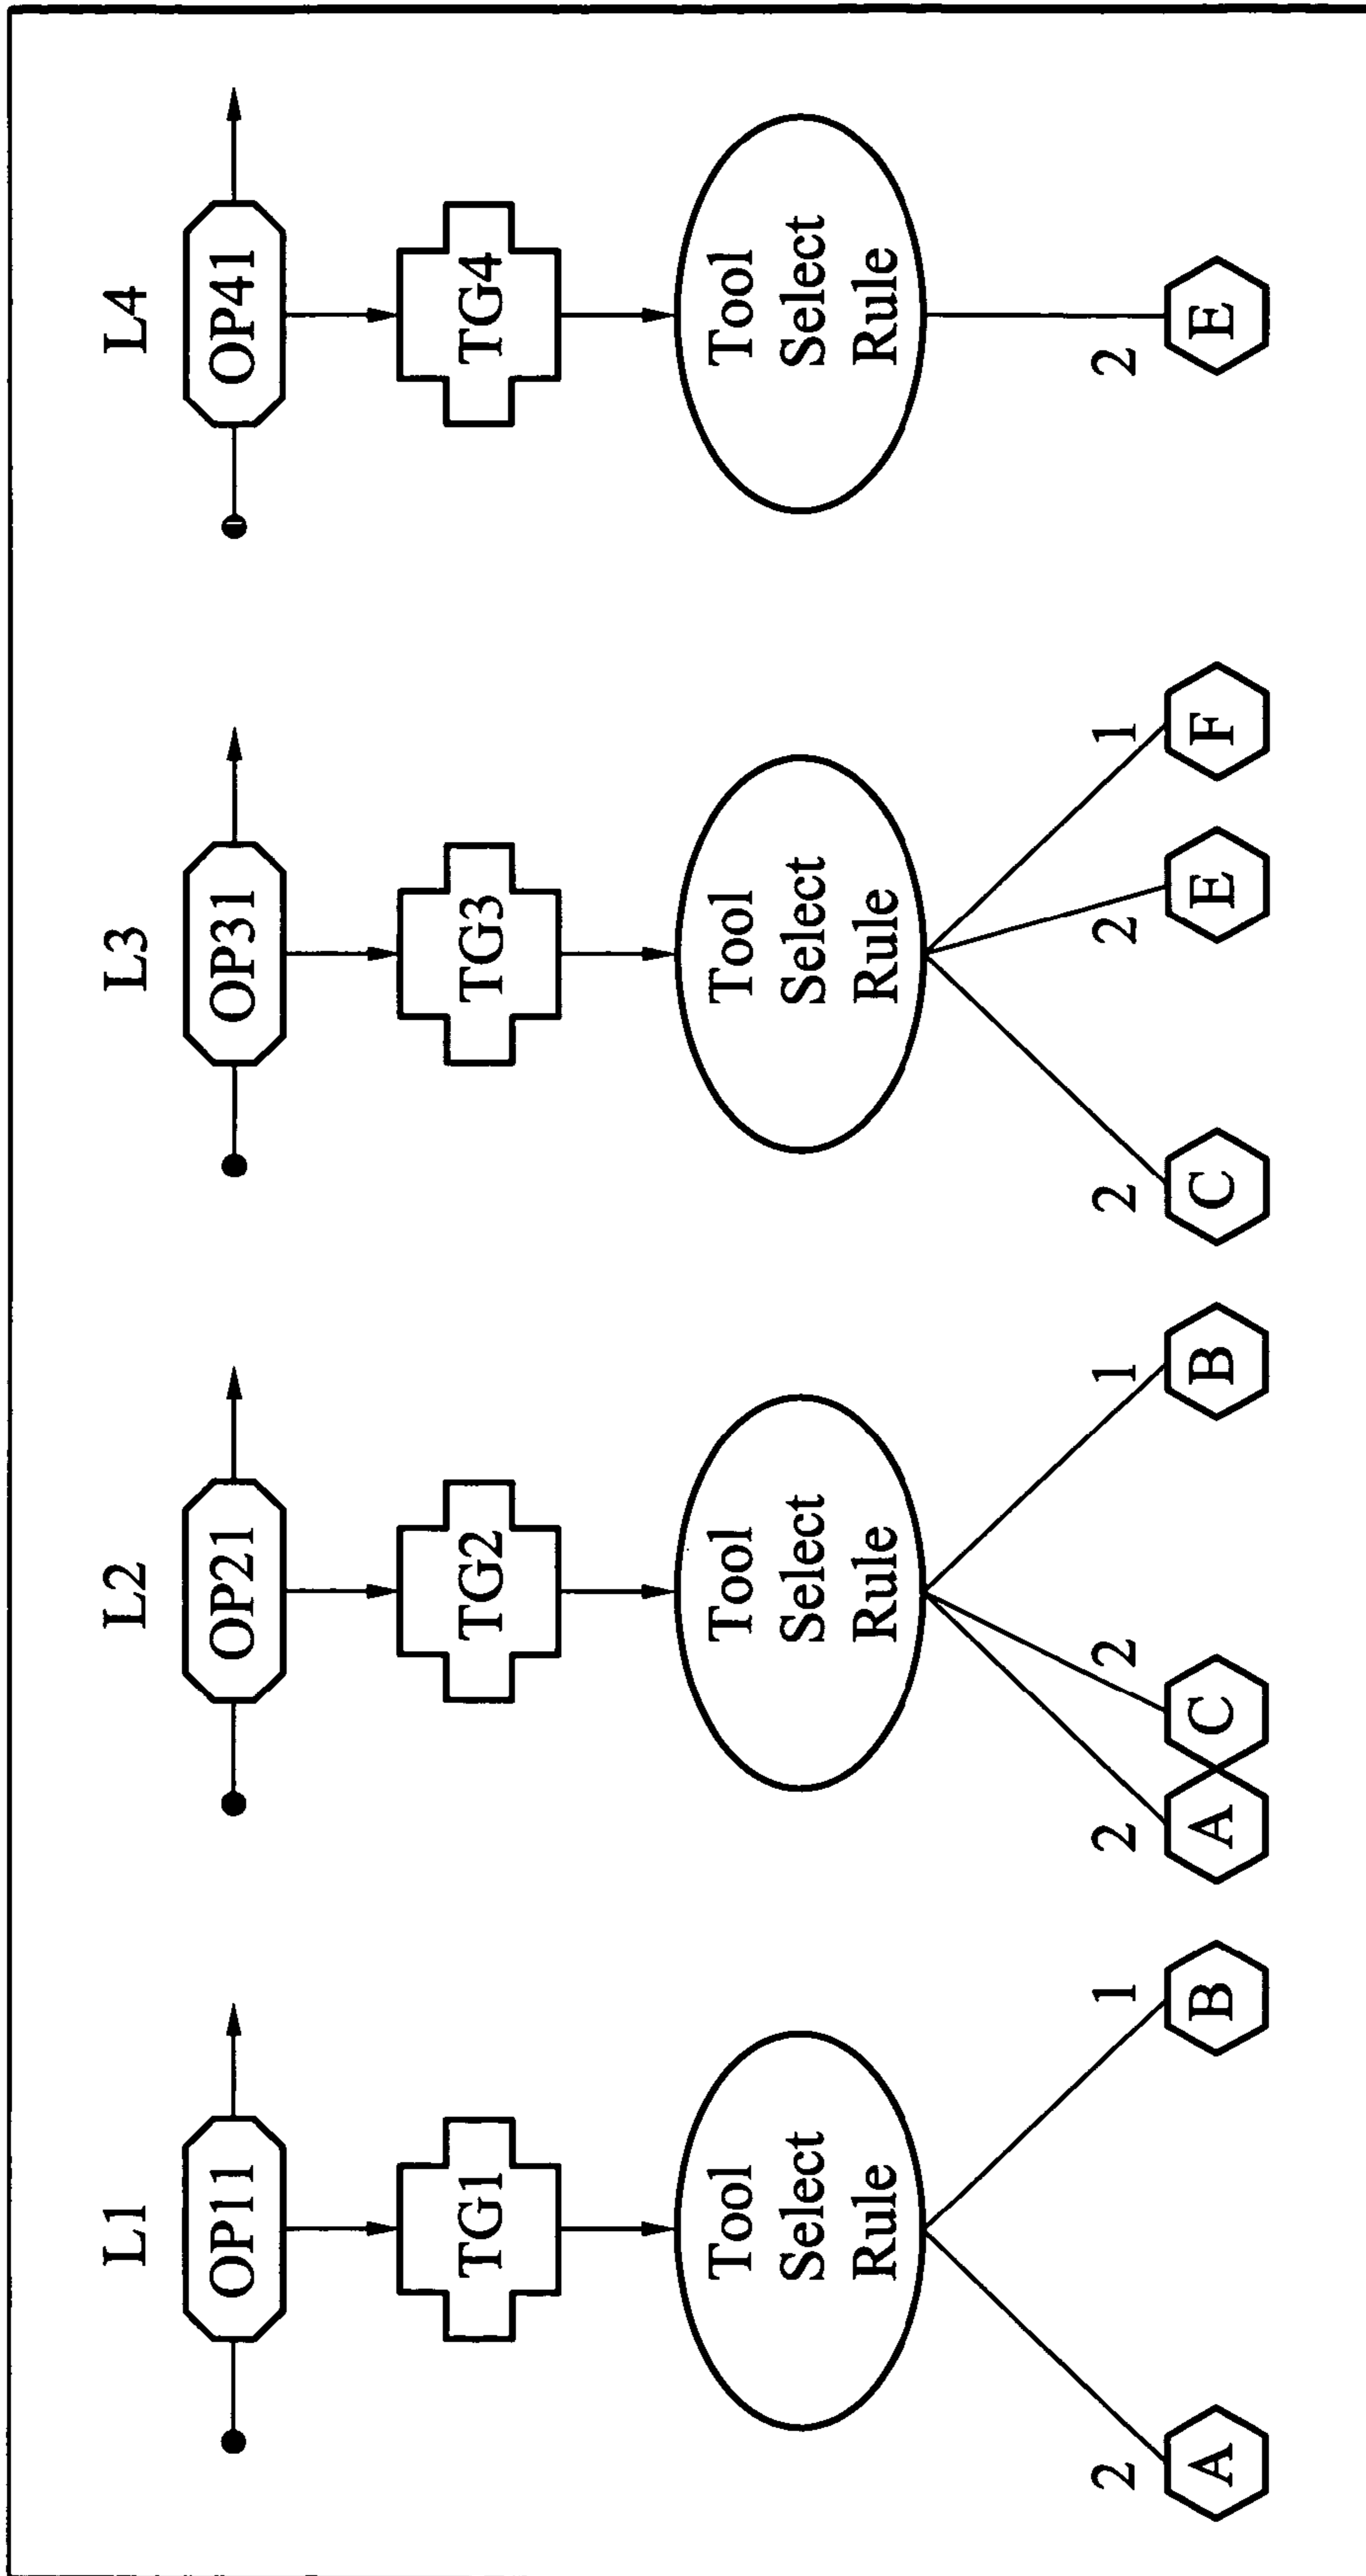 L1 L2 L3 L4
OP11 OP21 OP31 OP41
TG1 TG2 TG3 TG4
Tool Tool Tool Tool
Select Select Select Select
Rule Rule Rule Rule
2 1 2 2 1 2 2 1 2
A B A C B C E F E